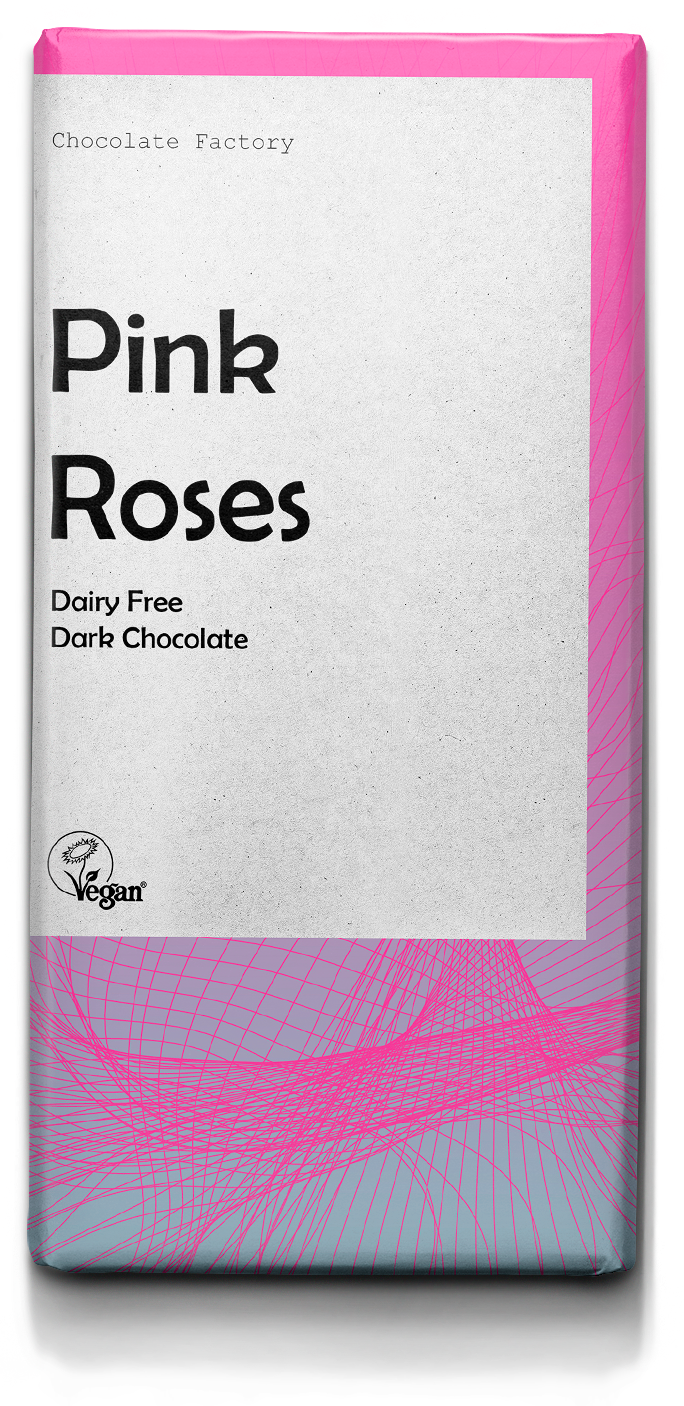 Chocolate Factory
Pink
Roses
Dairy Free
Dark Chocolate
Vegan®